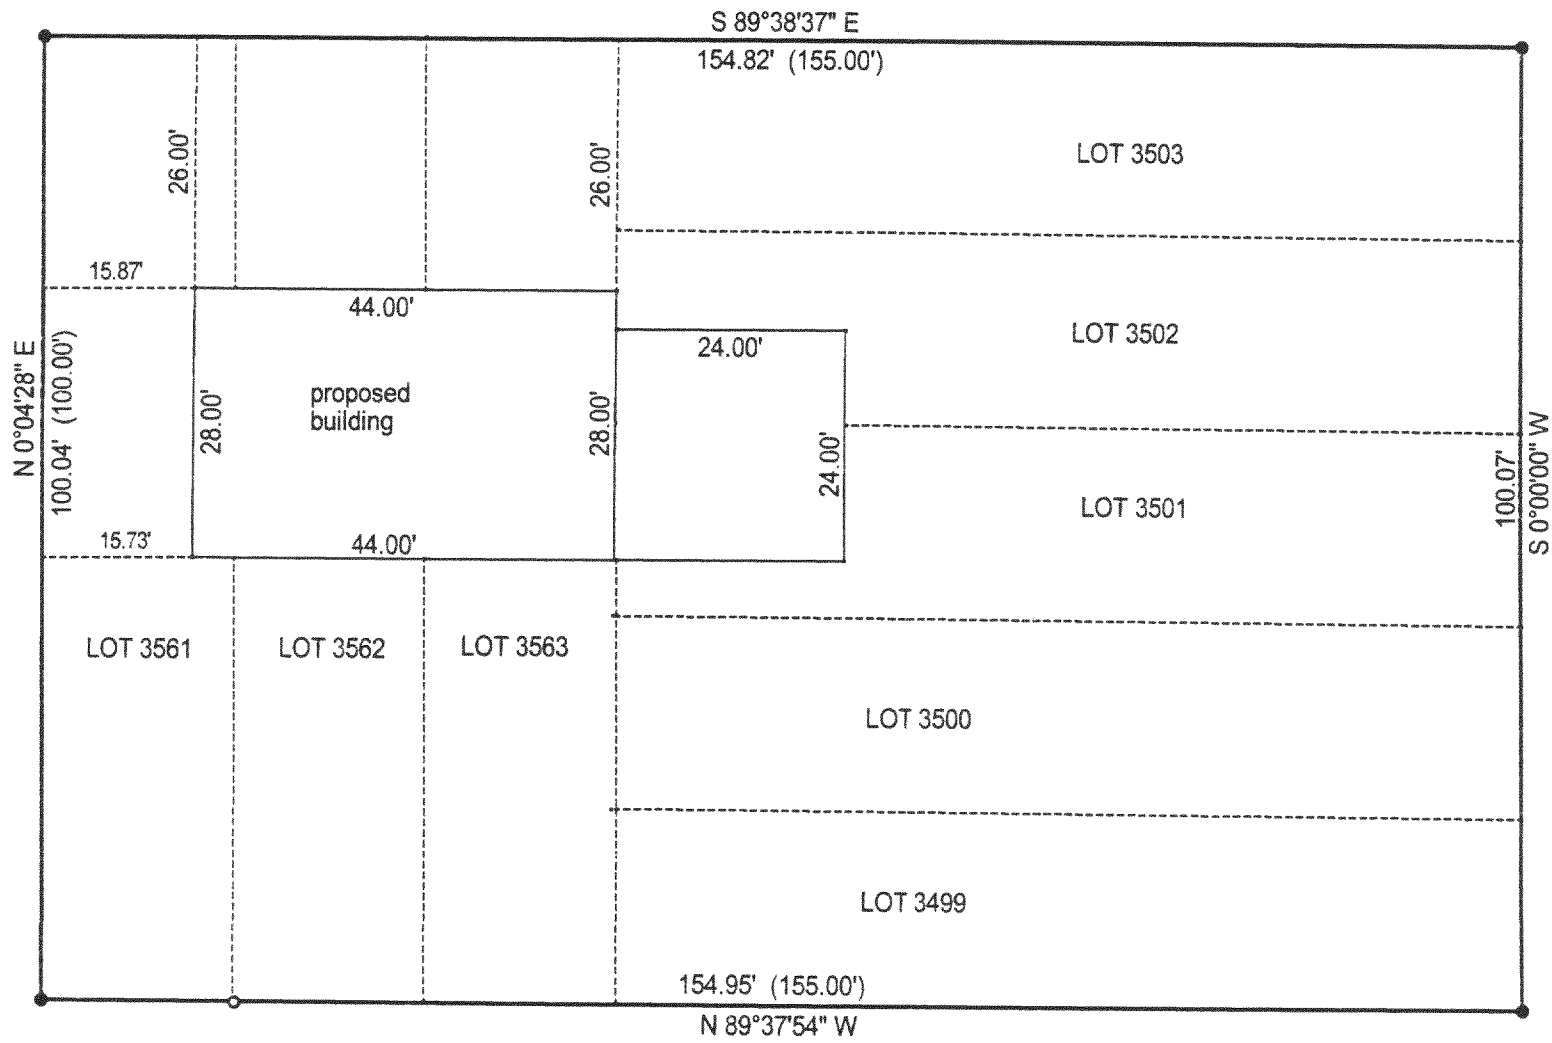 S 89°38'37" E
154.82' (155.00')
26.00'
26.00'
LOT 3503
15.87'
44.00'
LOT 3502
24.00'
N 0°04'28" E
100.04' (100.00')
proposed
building
28.00'
28.00'
24.00'
LOT 3501
100.07'
S 0°00'00" W
15.73'
44.00'
LOT 3561
LOT 3562
LOT 3563
LOT 3500
LOT 3499
154.95' (155.00')
N 89°37'54" W